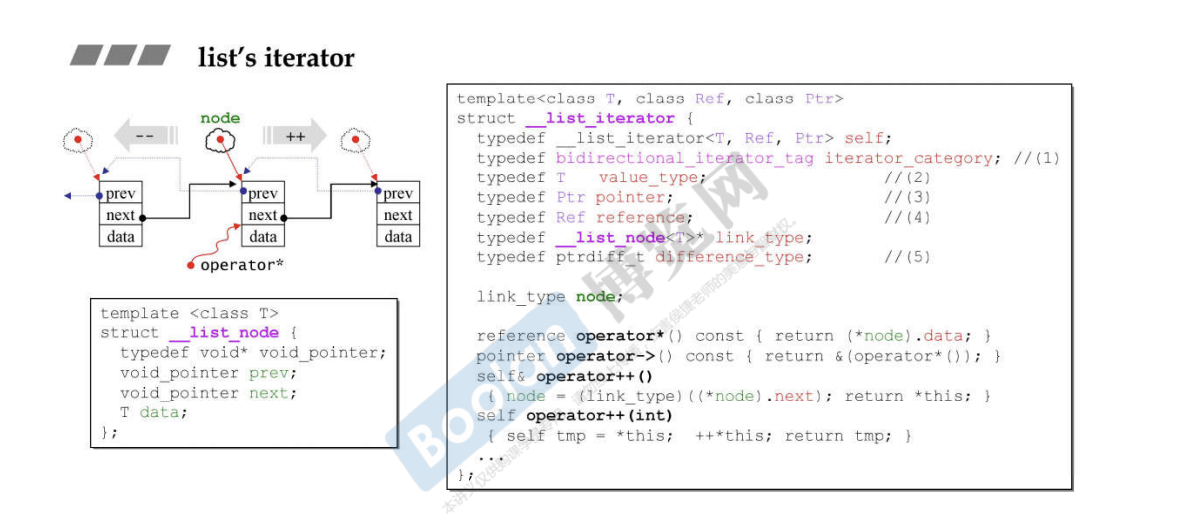 list's iterator
node
--
++
prev
next
data
prev
next
data
prev
next
data
operator*
template <class T>
struct __list_node {
typedef void* void_pointer;
void_pointer prev;
void_pointer next;
T data;
};
template<class T, class Ref, class Ptr>
struct __list_iterator {
typedef __list_iterator<T, Ref, Ptr> self;
typedef bidirectional_iterator_tag iterator_category; //(1)
typedef T value_type; //(2)
typedef Ptr pointer; //(3)
typedef Ref reference; //(4)
typedef __list_node<T>* link_type;
typedef ptrdiff_t difference_type; //(5)
link_type node;
reference operator*() const { return (*node).data; }
pointer operator->() const { return &(operator*()); }
self& operator++()
{ node = (link_type)((*node).next); return *this; }
self operator++(int)
{ self tmp = *this; ++*this; return tmp; }
...
};
Boolan 博览网